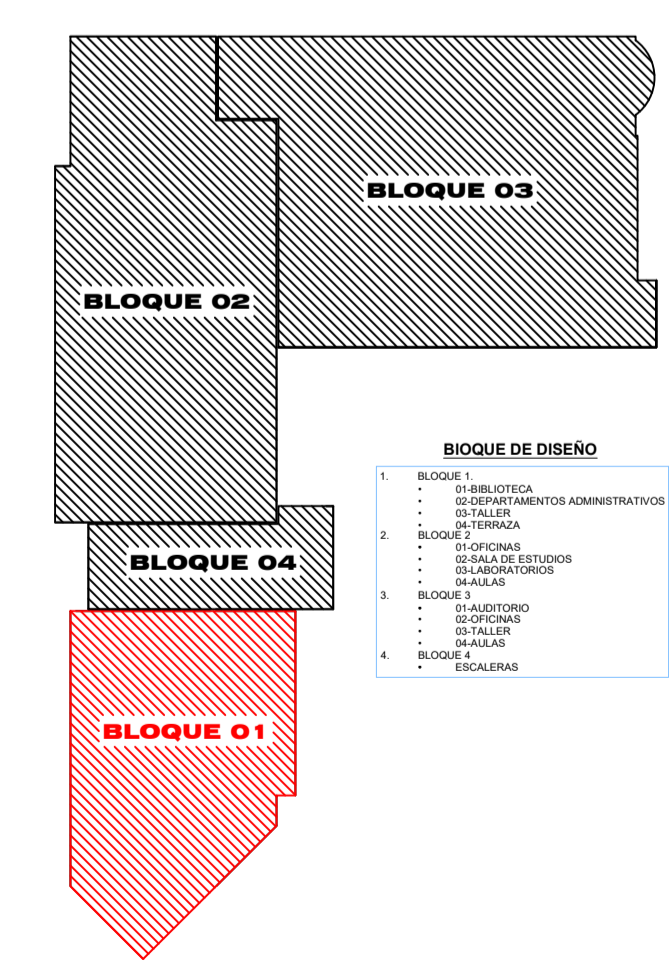 BLOQUE 03
BLOQUE 02
BIOQUE DE DISEÑO
1. BLOQUE 1.
• 01-BIBLIOTECA
• 02-DEPARTAMENTOS ADMINISTRATIVOS
• 03-TALLER
• 04-TERRAZA
2. BLOQUE 2
• 01-OFICINAS
• 02-SALA DE ESTUDIOS
• 03-LABORATORIOS
• 04-AULAS
3. BLOQUE 3
• 01-AUDITORIO
• 02-OFICINAS
• 03-TALLER
• 04-AULAS
4. BLOQUE 4
• ESCALERAS
BLOQUE 04
BLOQUE 01